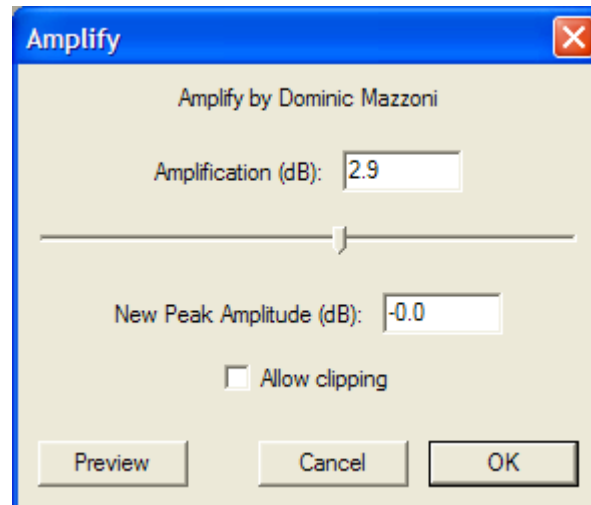 Amplify
Amplify by Dominic Mazzoni
Amplification (dB): 2.9
New Peak Amplitude (dB): -0.0
Allow clipping
Preview Cancel OK